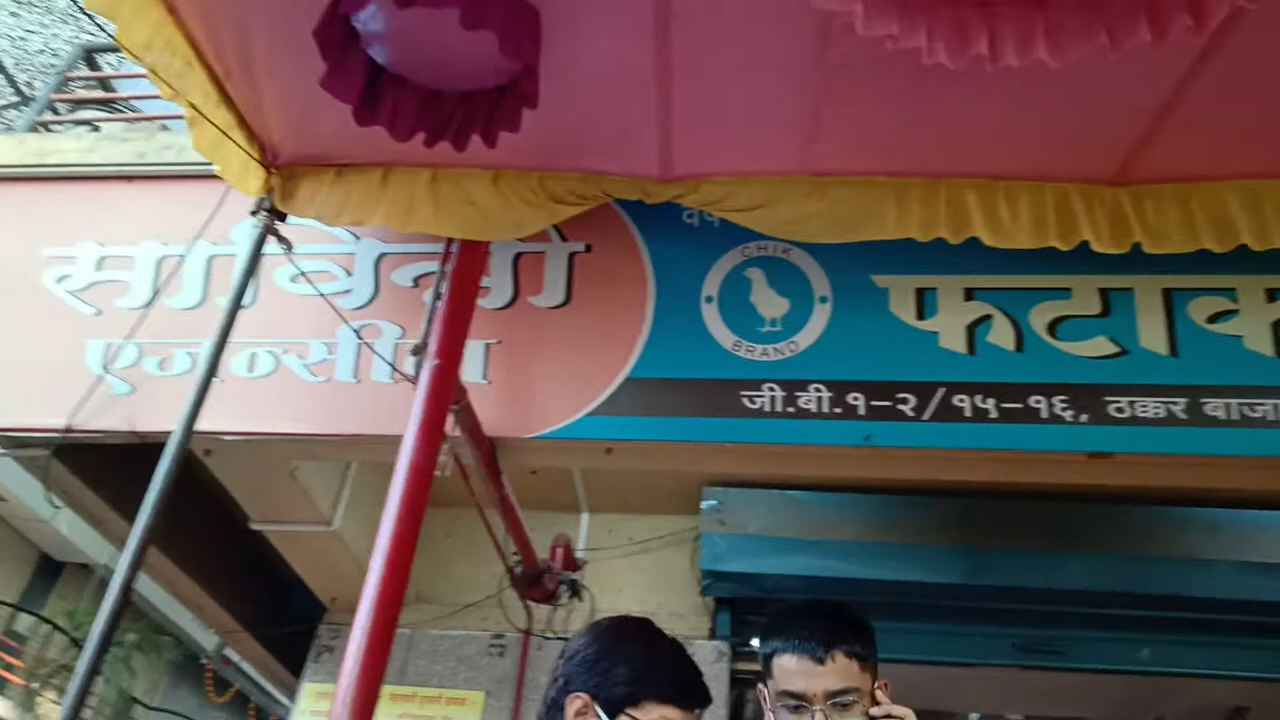 सावित्री
एजन्सीज
CHIK
BRAND
फटाक
जी.बी.१-२/१५-१६, ठक्कर बाजा